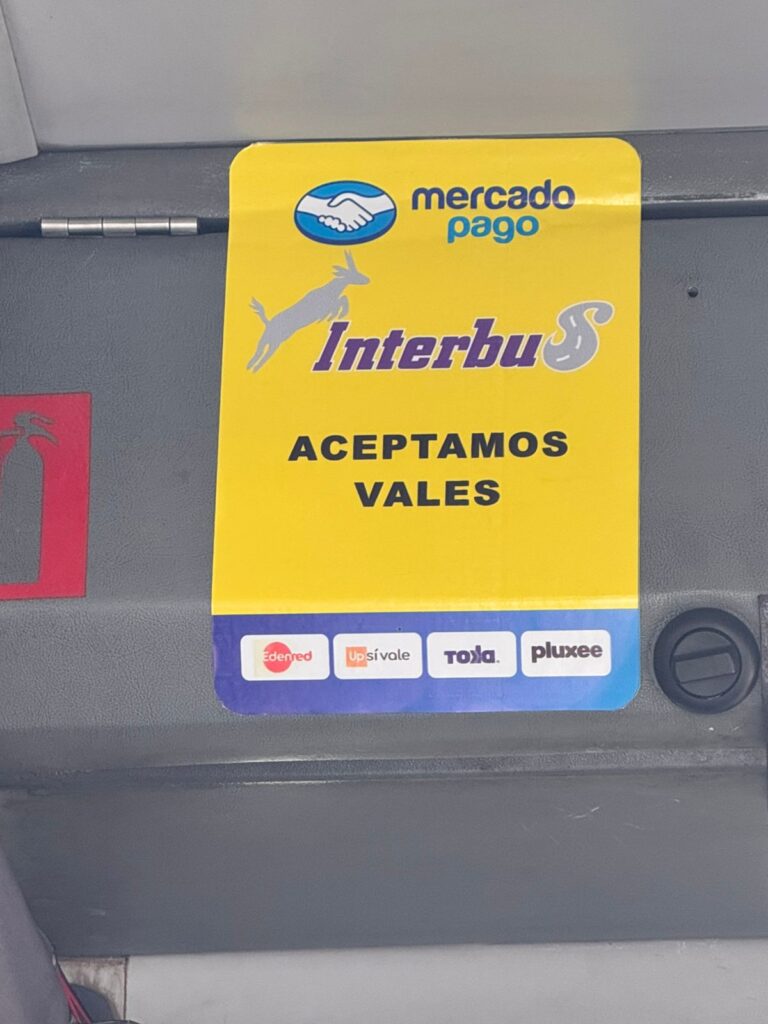 mercado
pago
Interbus
ACEPTAMOS
VALES
Edenred
Up sí vale
TOKA
pluxee